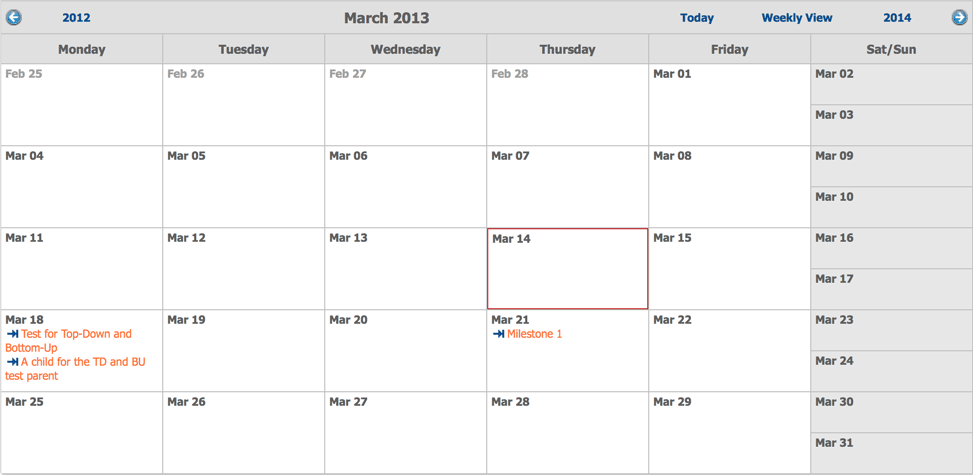 2012 March 2013 Today Weekly View 2014
Monday Tuesday Wednesday Thursday Friday Sat/Sun
Feb 25 Feb 26 Feb 27 Feb 28 Mar 01 Mar 02
Mar 03
Mar 04 Mar 05 Mar 06 Mar 07 Mar 08 Mar 09
Mar 10
Mar 11 Mar 12 Mar 13 Mar 14 Mar 15 Mar 16
Mar 17
Mar 18 Mar 19 Mar 20 Mar 21 Mar 22 Mar 23
Test for Top-Down and Milestone 1
Bottom-Up
A child for the TD and BU Mar 24
test parent
Mar 25 Mar 26 Mar 27 Mar 28 Mar 29 Mar 30
Mar 31